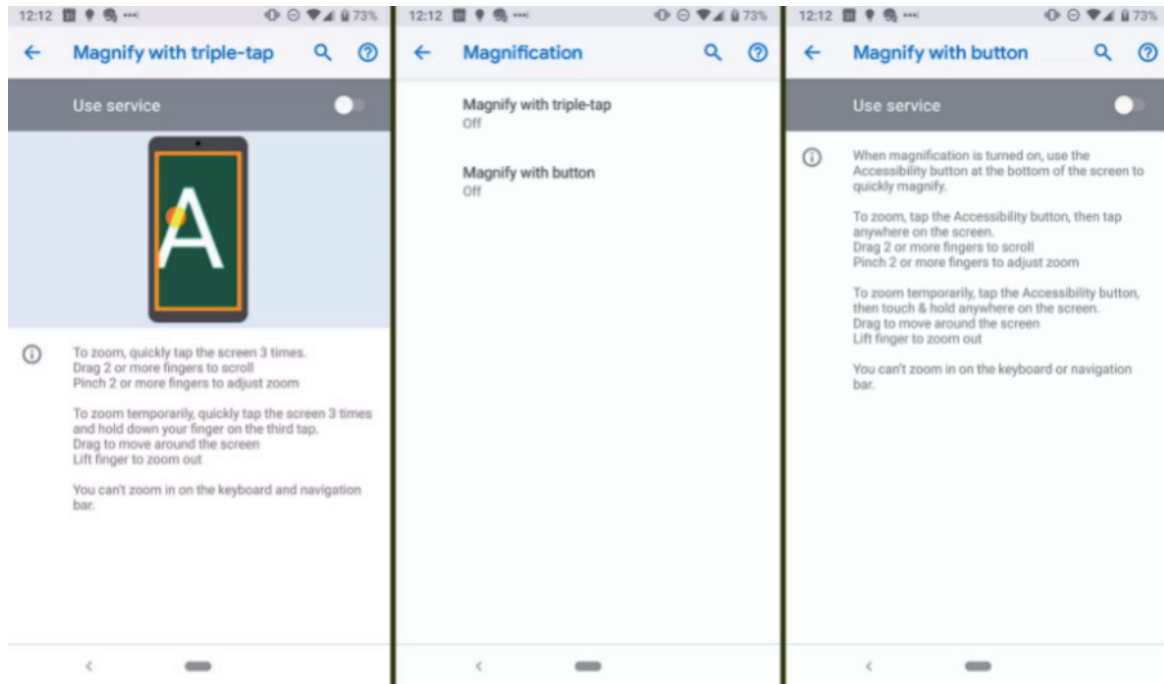 12:12 73%
Magnify with triple-tap
Use service
A
To zoom, quickly tap the screen 3 times.
Drag 2 or more fingers to scroll
Pinch 2 or more fingers to adjust zoom
To zoom temporarily, quickly tap the screen 3 times
and hold down your finger on the third tap.
Drag to move around the screen
Lift finger to zoom out
You can't zoom in on the keyboard and navigation
bar.
12:12 73%
Magnification
Magnify with triple-tap
Off
Magnify with button
Off
12:12 73%
Magnify with button
Use service
When magnification is turned on, use the
Accessibility button at the bottom of the screen to
quickly magnify.
To zoom, tap the Accessibility button, then tap
anywhere on the screen.
Drag 2 or more fingers to scroll
Pinch 2 or more fingers to adjust zoom
To zoom temporarily, tap the Accessibility button,
then touch & hold anywhere on the screen.
Drag to move around the screen
Lift finger to zoom out
You can't zoom in on the keyboard or navigation
bar.